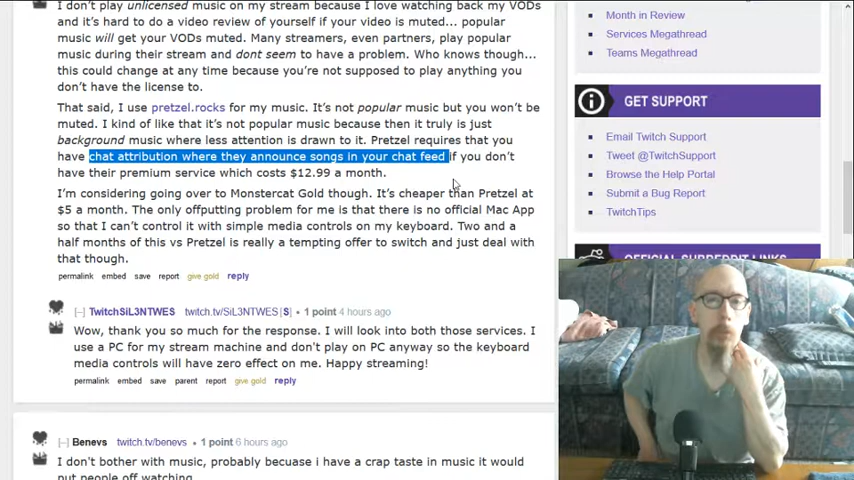 I don't play unlicensed music on my stream because I love watching back my VODs
and it's hard to do a video review of yourself if your video is muted... popular
music will get your VODs muted. Many streamers, even partners, play popular
music during their stream and dont seem to have a problem. Who knows though...
this could change at any time because you're not supposed to play anything you
don't have the license to.
That said, I use pretzel.rocks for my music. It's not popular music but you won't be
muted. I kind of like that it's not popular music because then it truly is just
background music where less attention is drawn to it. Pretzel requires that you
have chat attribution where they announce songs in your chat feed if you don't
have their premium service which costs $12.99 a month.
I'm considering going over to Monstercat Gold though. It's cheaper than Pretzel at
$5 a month. The only offputting problem for me is that there is no official Mac App
so that I can't control it with simple media controls on my keyboard. Two and a
half months of this vs Pretzel is really a tempting offer to switch and just deal with
that though.
permalink embed save report give gold reply
[–] TwitchSiL3NTWES twitch.tv/SiL3NTWES [S] • 1 point 4 hours ago
Wow, thank you so much for the response. I will look into both those services. I
use a PC for my stream machine and don't play on PC anyway so the keyboard
media controls will have zero effect on me. Happy streaming!
permalink embed save parent report give gold reply
[–] Benevs twitch.tv/benevs • 1 point 6 hours ago
I don't bother with music, probably becuase i have a crap taste in music it would
put people off watching.
Month in Review
Services Megathread
Teams Megathread
GET SUPPORT
Email Twitch Support
Tweet @TwitchSupport
Browse the Help Portal
Submit a Bug Report
TwitchTips
OFFICIAL SUBREDDIT LINKS